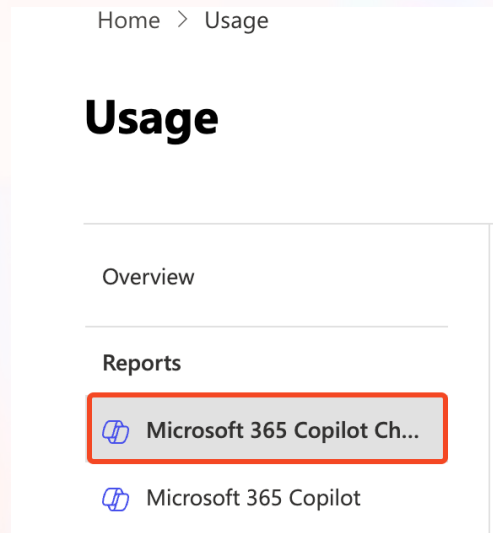 Home > Usage
Usage
Overview
Reports
Microsoft 365 Copilot Ch...
Microsoft 365 Copilot